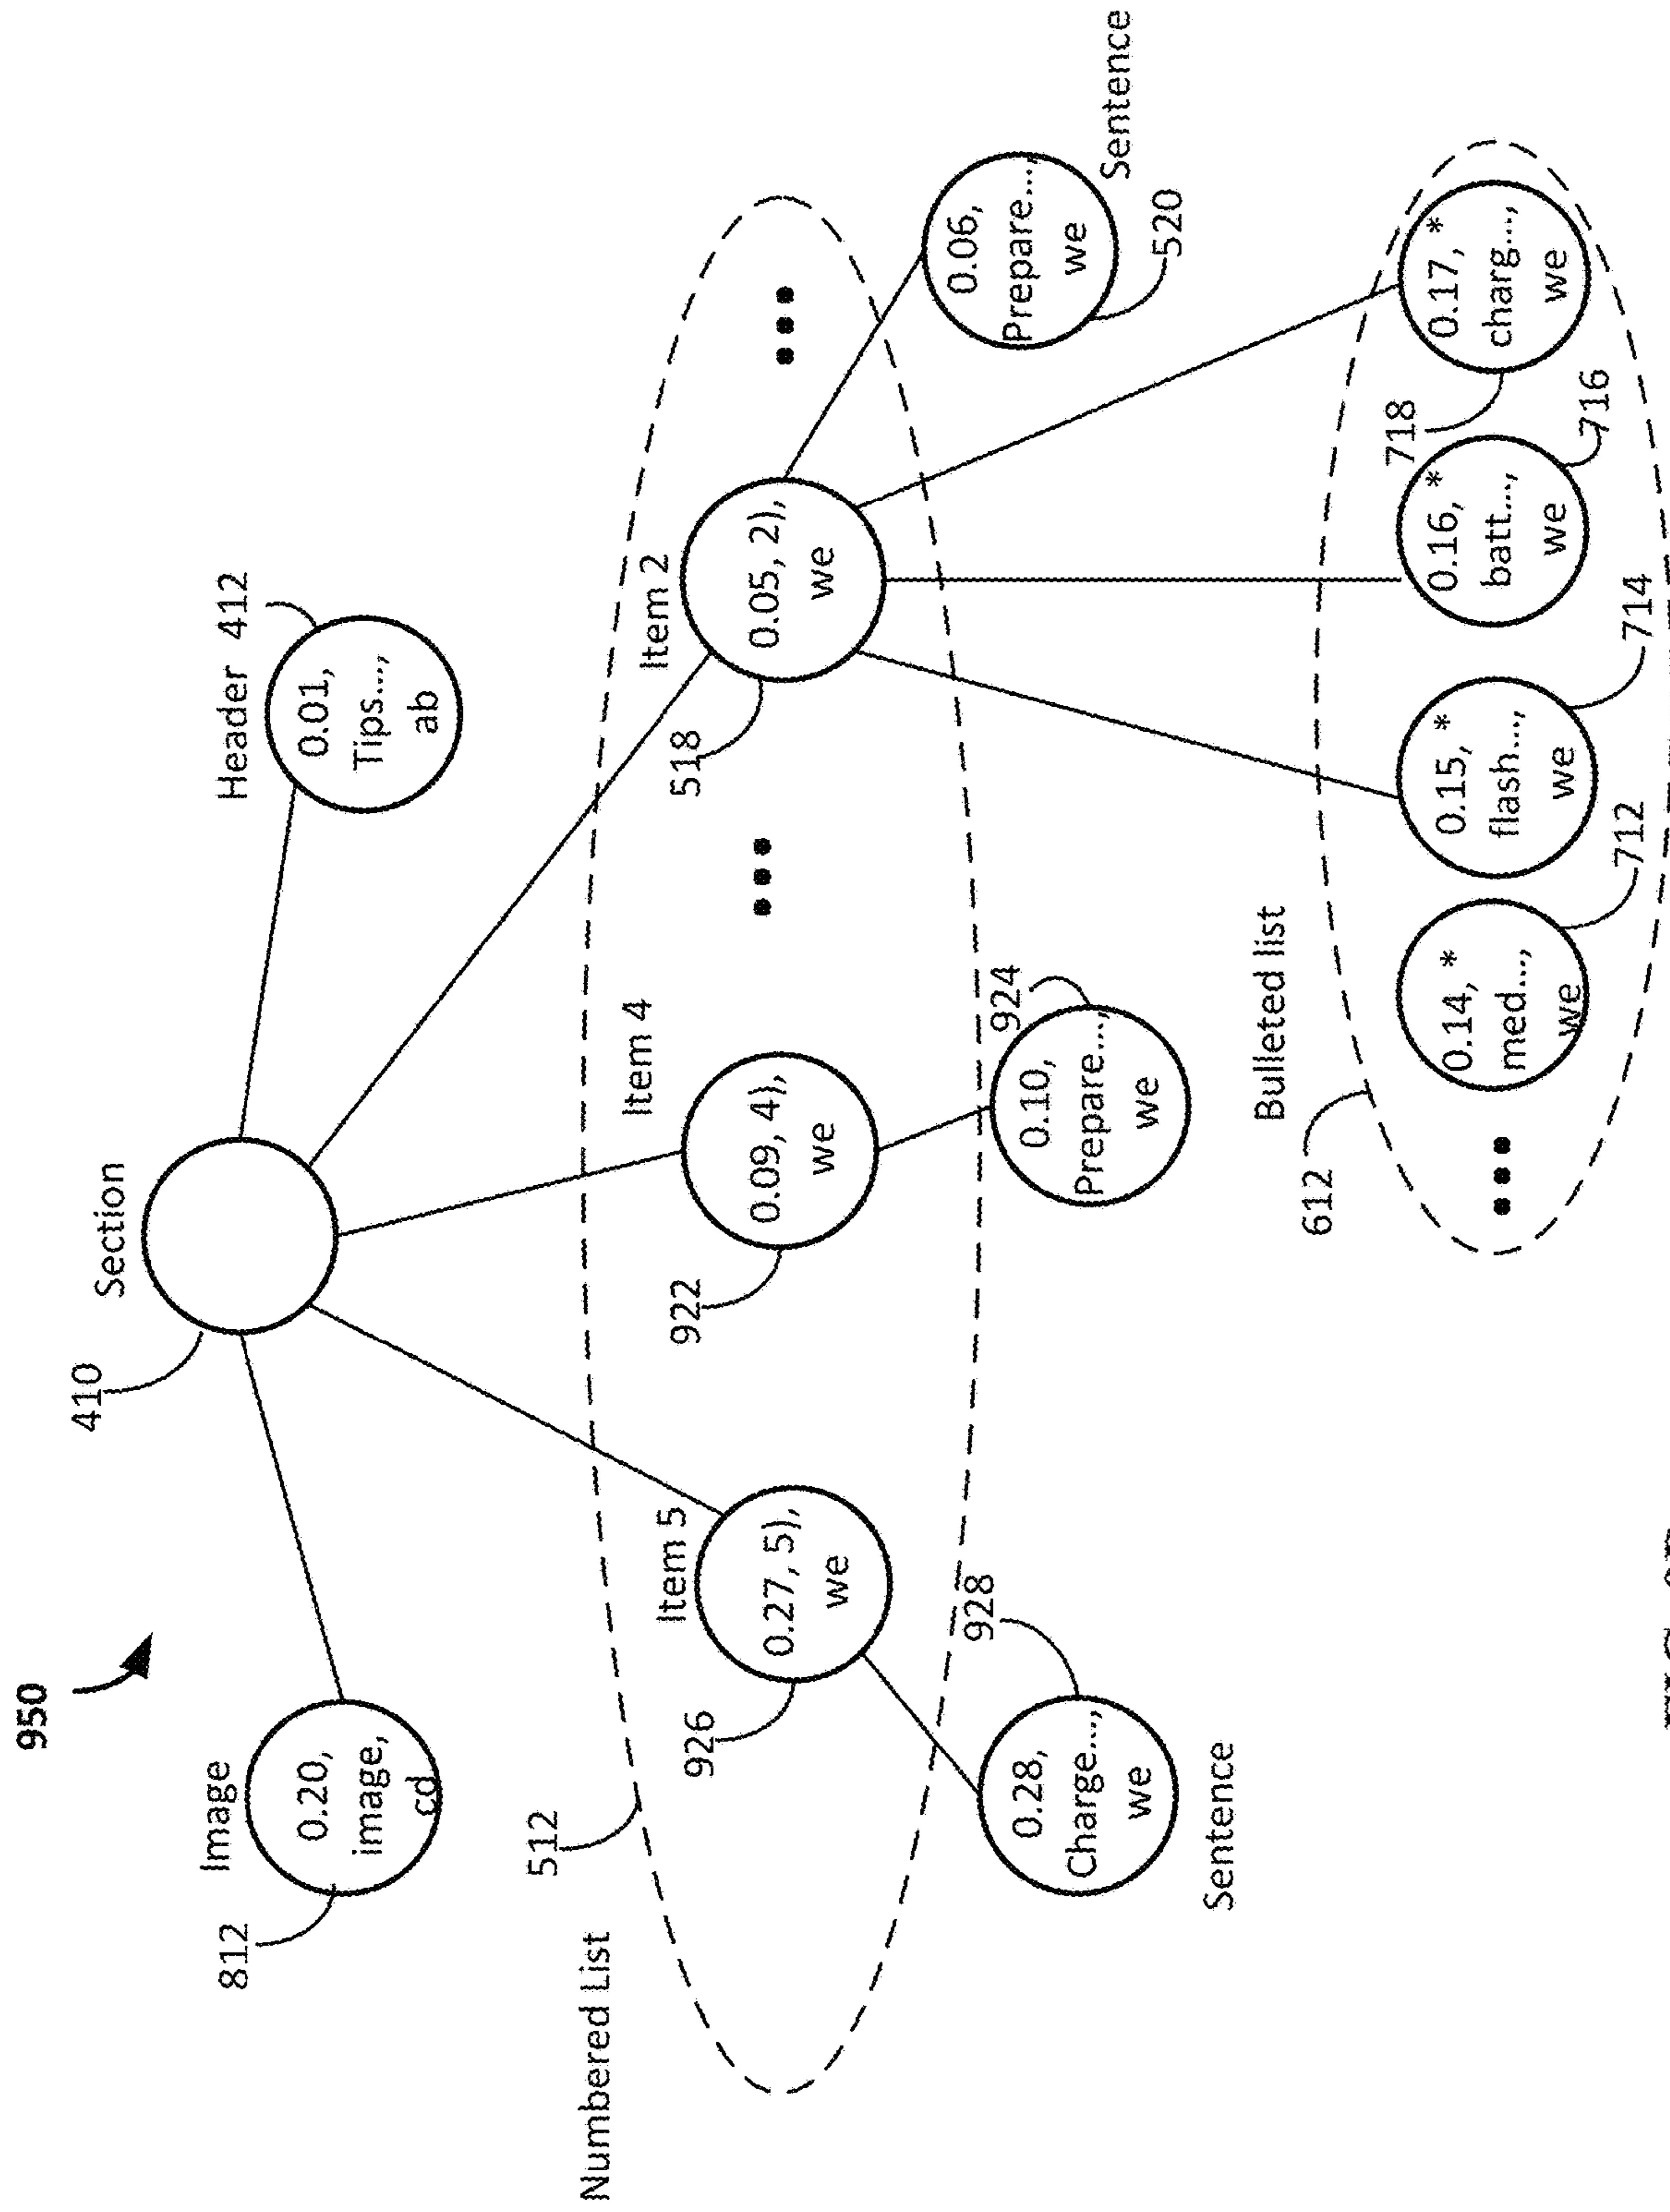 950
Section
410
Image
812
0.20,
image,
cd
Header 412
0.01,
Tips...,
ab
Numbered List
512
Item 5
926
0.27, 5),
we
Item 4
922
0.09, 4),
we
Item 2
518
0.05, 2),
we
928
0.28,
Charge...,
we
Sentence
924
0.10,
Prepare...,
we
0.06,
Prepare...,
we
520
Sentence
Bulleted list
612
0.14, *
med...,
we
712
0.15, *
flash...,
we
714
0.16, *
batt...,
we
716
718
0.17, *
charg...,
we